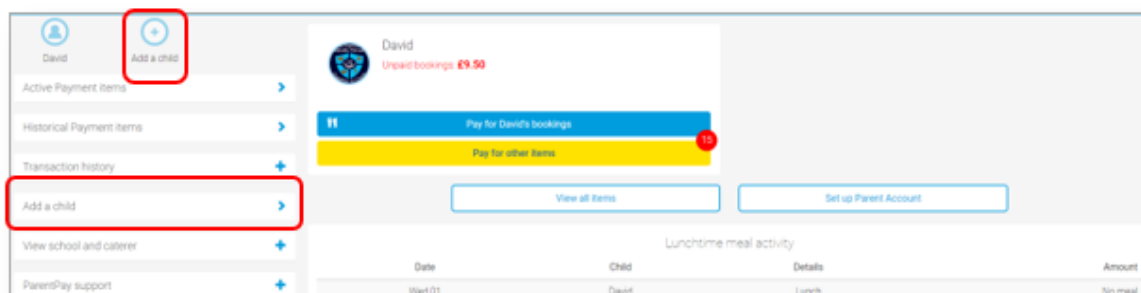 David
Add a child
Active Payment items
Historical Payment items
Transaction history
Add a child
View school and caterer
ParentPay support
David
Unpaid bookings £9.50
Pay for David's bookings
15
Pay for other items
View all items
Set up Parent Account
Lunchtime meal activity
Date Child Details Amount
Wed 01 David Lunch No meal